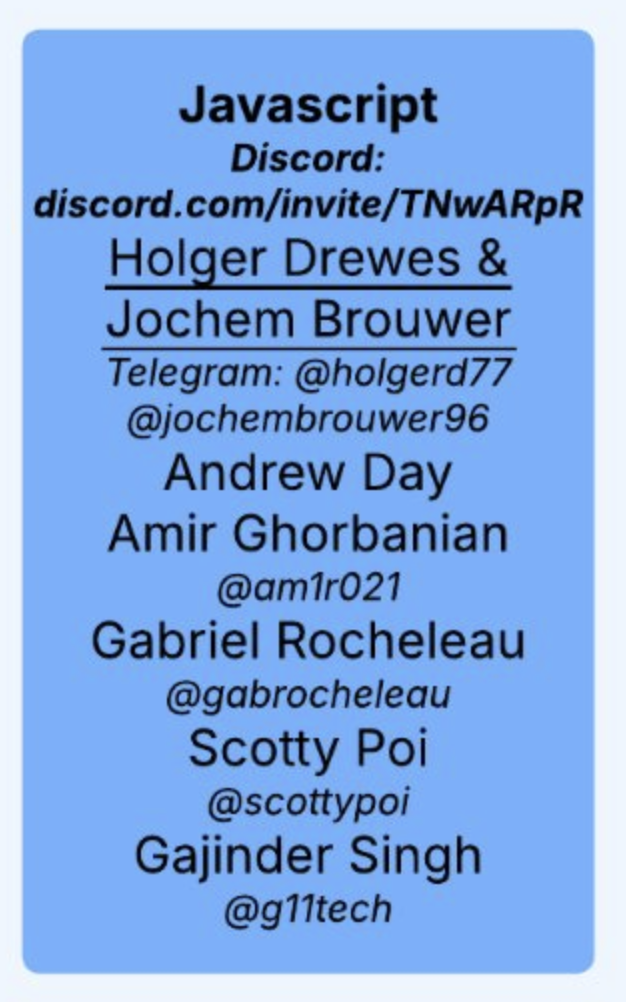 Javascript
Discord:
discord.com/invite/TNwARpR
Holger Drewes &
Jochem Brouwer
Telegram: @holgerd77
@jochembrouwer96
Andrew Day
Amir Ghorbanian
@am1r021
Gabriel Rocheleau
@gabrocheleau
Scotty Poi
@scottypoi
Gajinder Singh
@g11tech